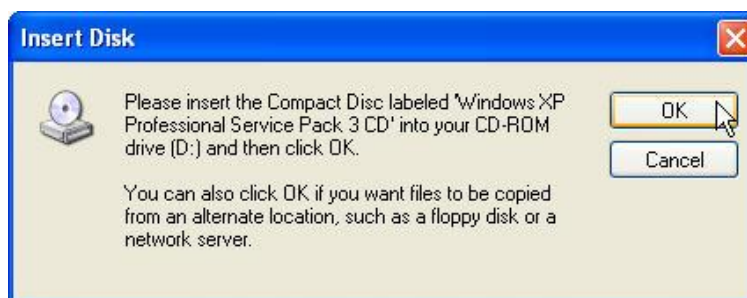 Insert Disk
Please insert the Compact Disc labeled 'Windows XP
Professional Service Pack 3 CD' into your CD-ROM
drive (D:) and then click OK.
You can also click OK if you want files to be copied
from an alternate location, such as a floppy disk or a
network server.
OK
Cancel